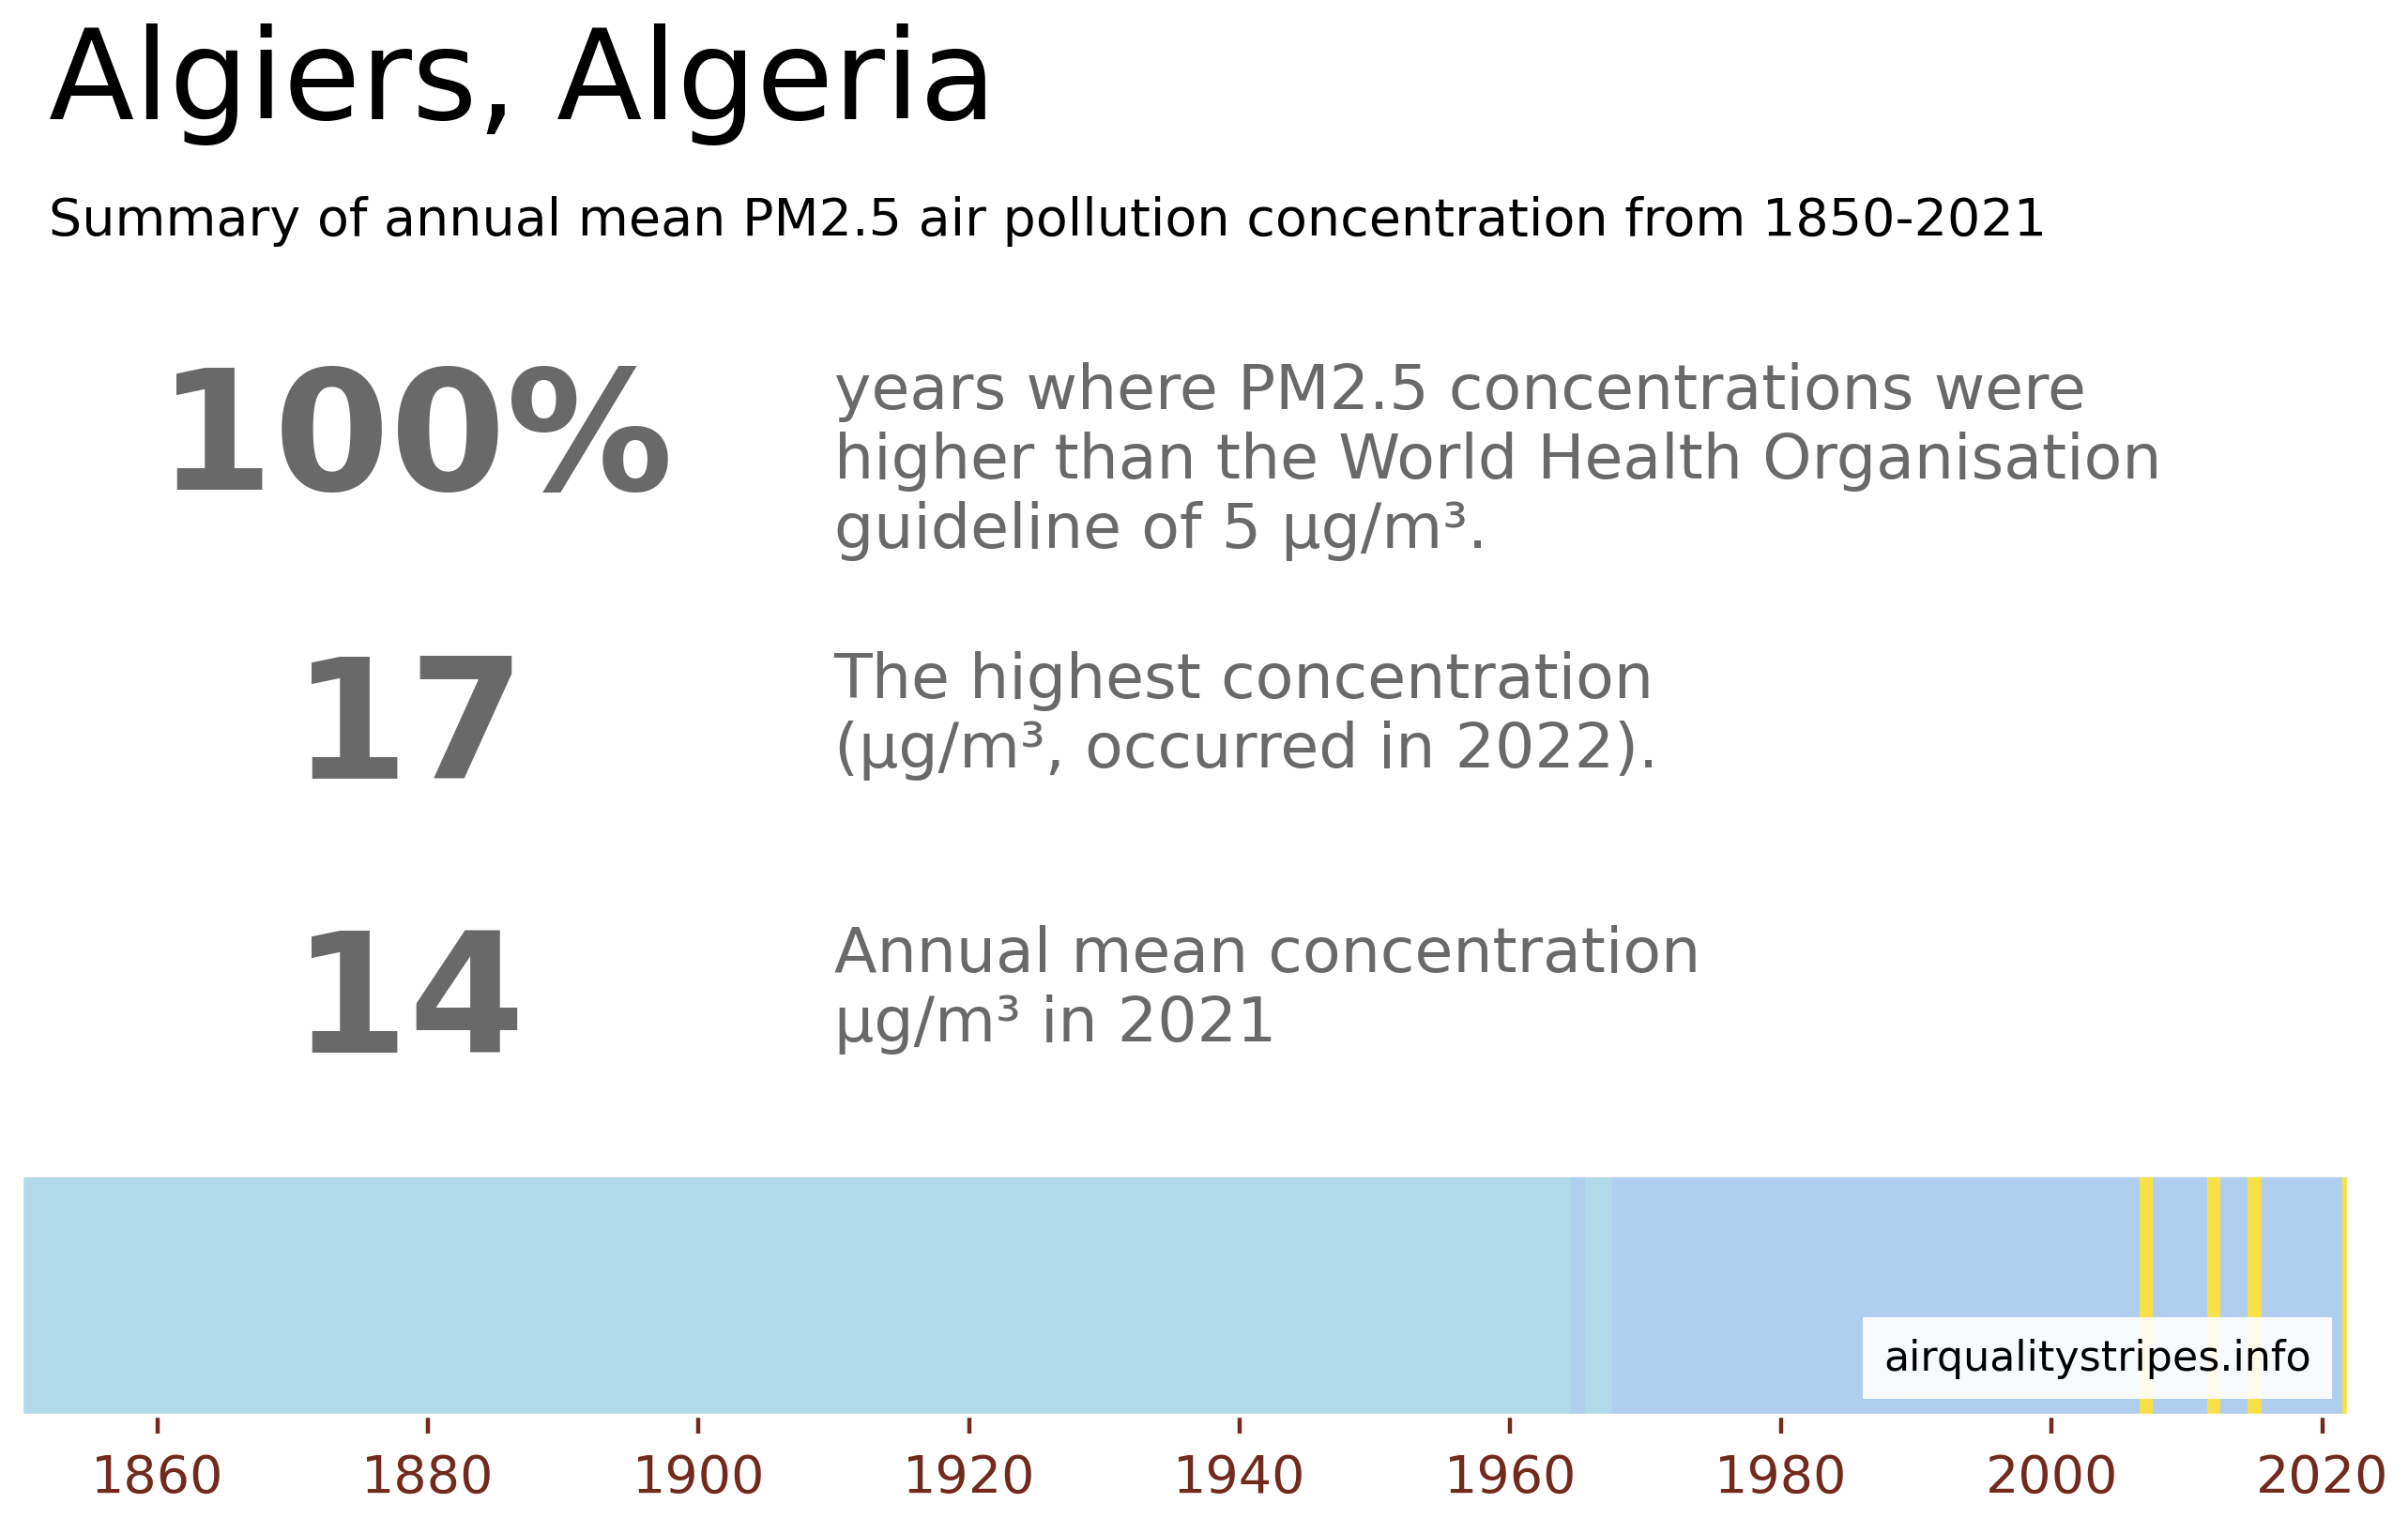 Algiers, Algeria
Summary of annual mean PM2.5 air pollution concentration from 1850-2021
100%
years where PM2.5 concentrations were
higher than the World Health Organisation
guideline of 5 µg/m³.
17
The highest concentration
(µg/m³, occurred in 2022).
14
Annual mean concentration
µg/m³ in 2021
airqualitystripes.info
1860 1880 1900 1920 1940 1960 1980 2000 2020